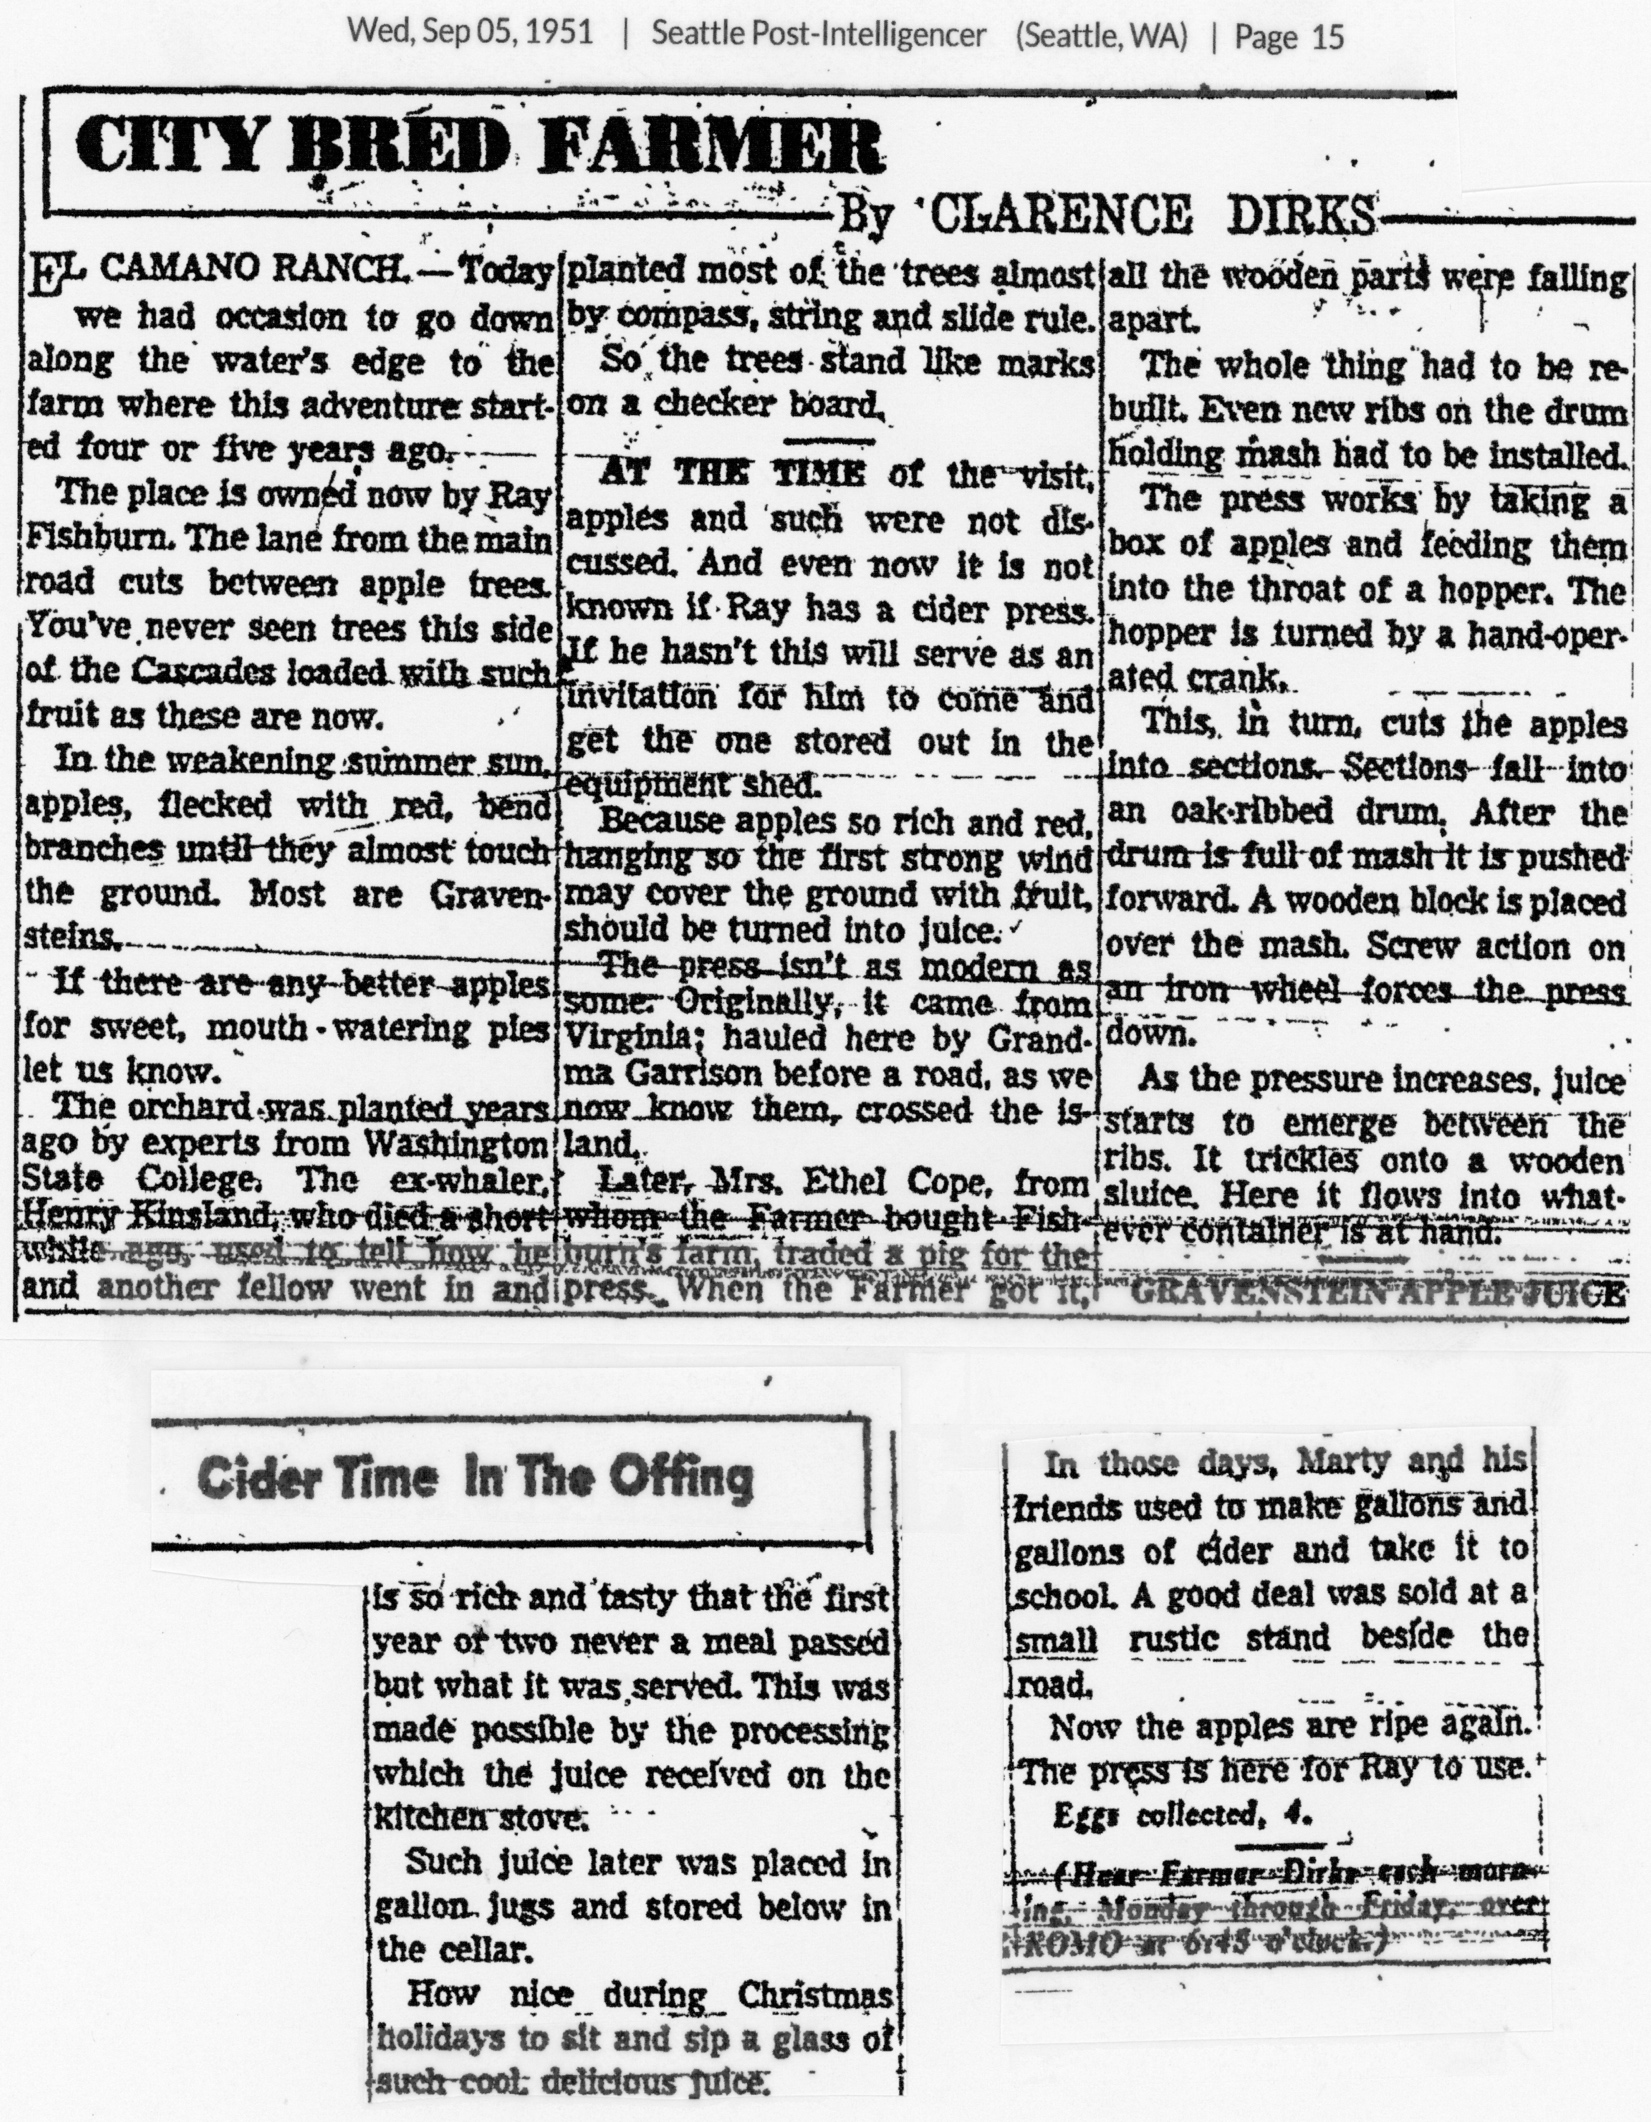 Wed, Sep 05, 1951 | Seattle Post-Intelligencer (Seattle, WA) | Page 15
CITY BRED FARMER
By CLARENCE DIRKS
EL CAMANO RANCH.—Today
we had occasion to go down
along the water's edge to the
farm where this adventure start-
ed four or five years ago.
The place is owned now by Ray
Fishburn. The lane from the main
road cuts between apple trees.
You've never seen trees this side
of the Cascades loaded with such
fruit as these are now.
In the weakening summer sun,
apples, flecked with red, bend
branches until they almost touch
the ground. Most are Graven-
steins.
If there are any better apples
for sweet, mouth-watering pies
let us know.
The orchard was planted years
ago by experts from Washington
State College. The ex-whaler,
Henry Kinsland, who died a short
while ago, used to tell how he
and another fellow went in and
planted most of the trees almost
by compass, string and slide rule.
So the trees stand like marks
on a checker board.
AT THE TIME of the visit,
apples and such were not dis-
cussed. And even now it is not
known if Ray has a cider press.
If he hasn't this will serve as an
invitation for him to come and
get the one stored out in the
equipment shed.
Because apples so rich and red,
hanging so the first strong wind
may cover the ground with fruit,
should be turned into juice.
The press isn't as modern as
some. Originally, it came from
Virginia; hauled here by Grand-
ma Garrison before a road, as we
now know them, crossed the is-
land.
Later, Mrs. Ethel Cope, from
whom the Farmer bought Fish-
burn's farm, traded a pig for the
press. When the Farmer got it,
all the wooden parts were falling
apart.
The whole thing had to be re-
built. Even new ribs on the drum
holding mash had to be installed.
The press works by taking a
box of apples and feeding them
into the throat of a hopper. The
hopper is turned by a hand-oper-
ated crank.
This, in turn, cuts the apples
into sections. Sections fall into
an oak-ribbed drum. After the
drum is full of mash it is pushed
forward. A wooden block is placed
over the mash. Screw action on
an iron wheel forces the press
down.
As the pressure increases, juice
starts to emerge between the
ribs. It trickles onto a wooden
sluice. Here it flows into what-
ever container is at hand.
GRAVENSTEIN APPLE JUICE
Cider Time In The Offing
is so rich and tasty that the first
year or two never a meal passed
but what it was served. This was
made possible by the processing
which the juice received on the
kitchen stove.
Such juice later was placed in
gallon jugs and stored below in
the cellar.
How nice during Christmas
holidays to sit and sip a glass of
such cool delicious juice.
In those days, Marty and his
friends used to make gallons and
gallons of cider and take it to
school. A good deal was sold at a
small rustic stand beside the
road.
Now the apples are ripe again.
The press is here for Ray to use.
Eggs collected, 4.
(Hear Farmer Dirks each morn-
ing, Monday through Friday, over
KOMO at 6:45 o'clock.)